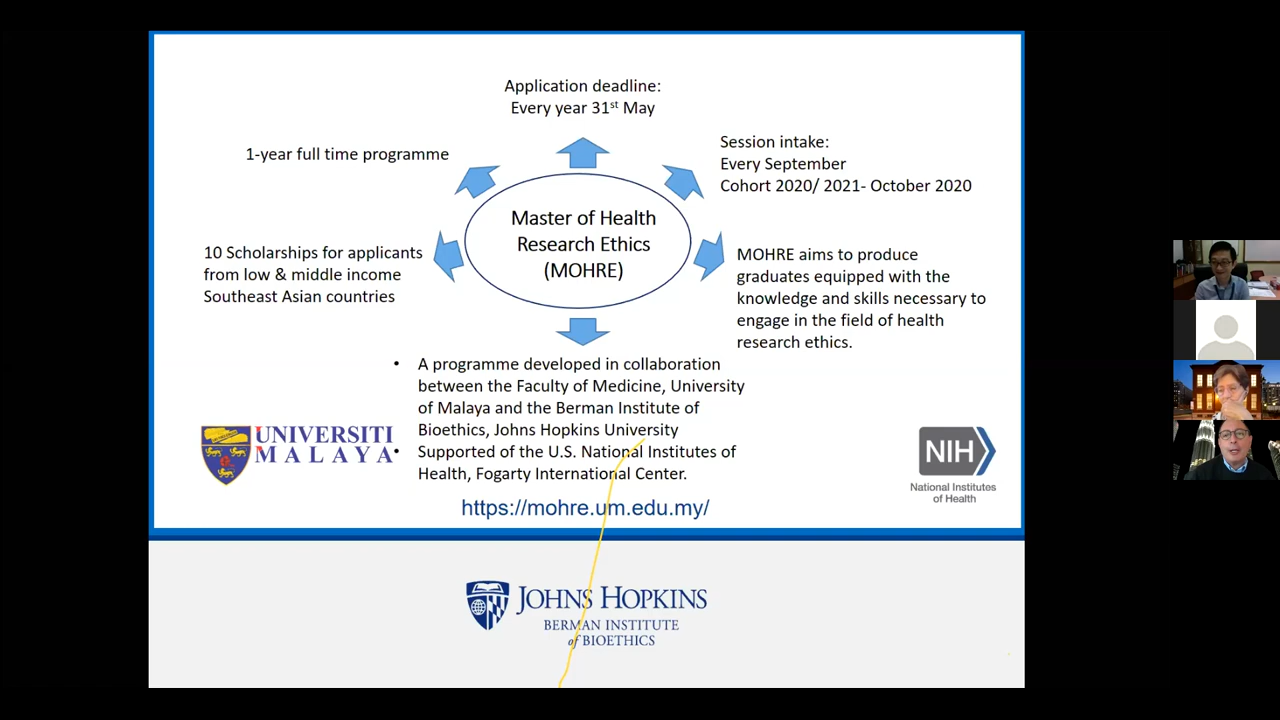 Application deadline:
Every year 31st May
1-year full time programme
Session intake:
Every September
Cohort 2020/ 2021- October 2020
Master of Health
Research Ethics
(MOHRE)
10 Scholarships for applicants
from low & middle income
Southeast Asian countries
MOHRE aims to produce
graduates equipped with the
knowledge and skills necessary to
engage in the field of health
research ethics.
• A programme developed in collaboration
between the Faculty of Medicine, University
of Malaya and the Berman Institute of
Bioethics, Johns Hopkins University
• Supported of the U.S. National Institutes of
Health, Fogarty International Center.
UNIVERSITI
MALAYA
NIH
National Institutes
of Health
https://mohre.um.edu.my/
JOHNS HOPKINS
BERMAN INSTITUTE
of BIOETHICS